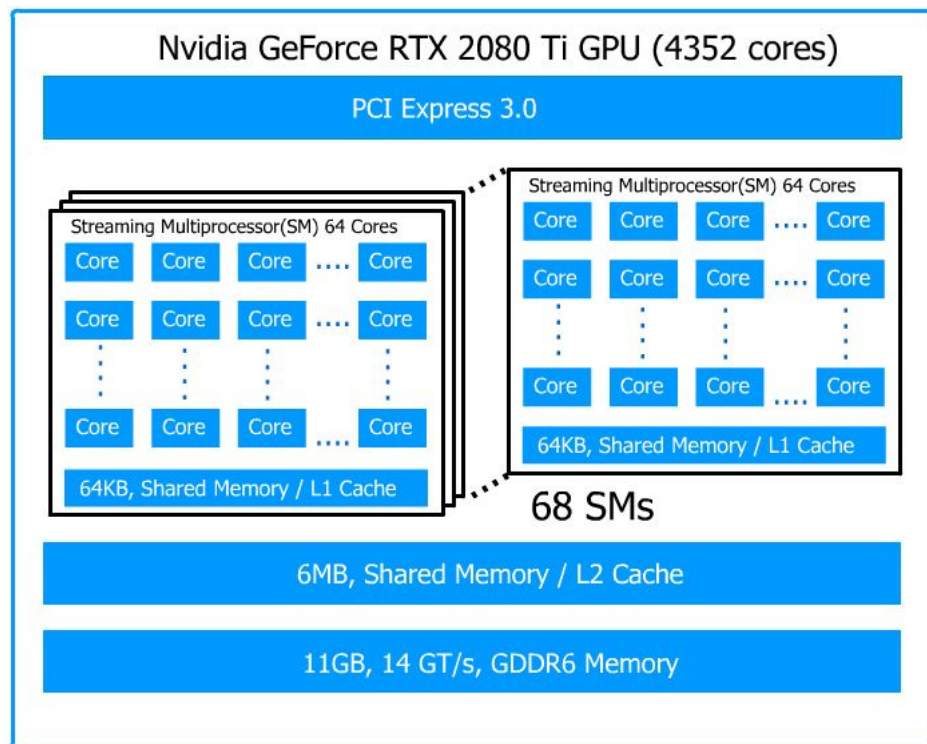 Nvidia GeForce RTX 2080 Ti GPU (4352 cores)
PCI Express 3.0
Streaming Multiprocessor(SM) 64 Cores
Core Core Core .... Core
Core Core Core .... Core
Core Core Core .... Core
64KB, Shared Memory / L1 Cache
Streaming Multiprocessor(SM) 64 Cores
Core Core Core .... Core
Core Core Core .... Core
Core Core Core .... Core
64KB, Shared Memory / L1 Cache
68 SMs
6MB, Shared Memory / L2 Cache
11GB, 14 GT/s, GDDR6 Memory